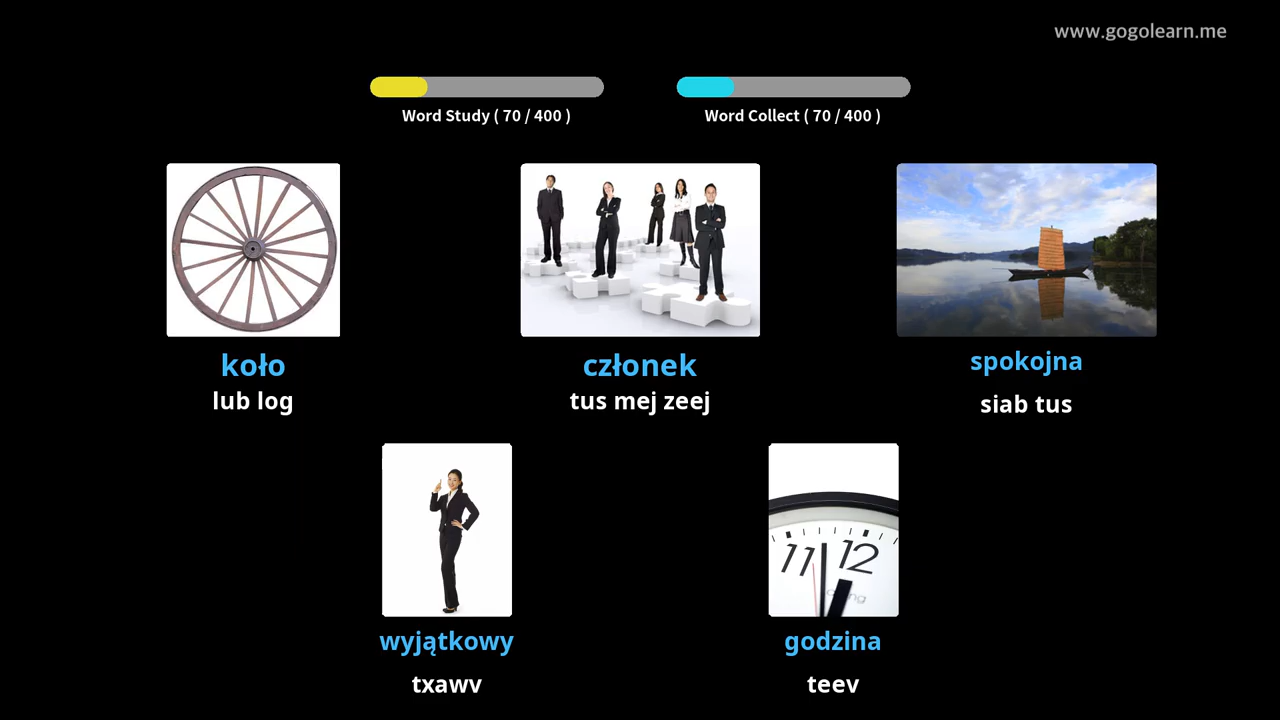 www.gogolearn.me
Word Study ( 70 / 400 )
Word Collect ( 70 / 400 )
koło
lub log
członek
tus mej zeej
spokojna
siab tus
11 12
wyjątkowy
txawv
godzina
teev